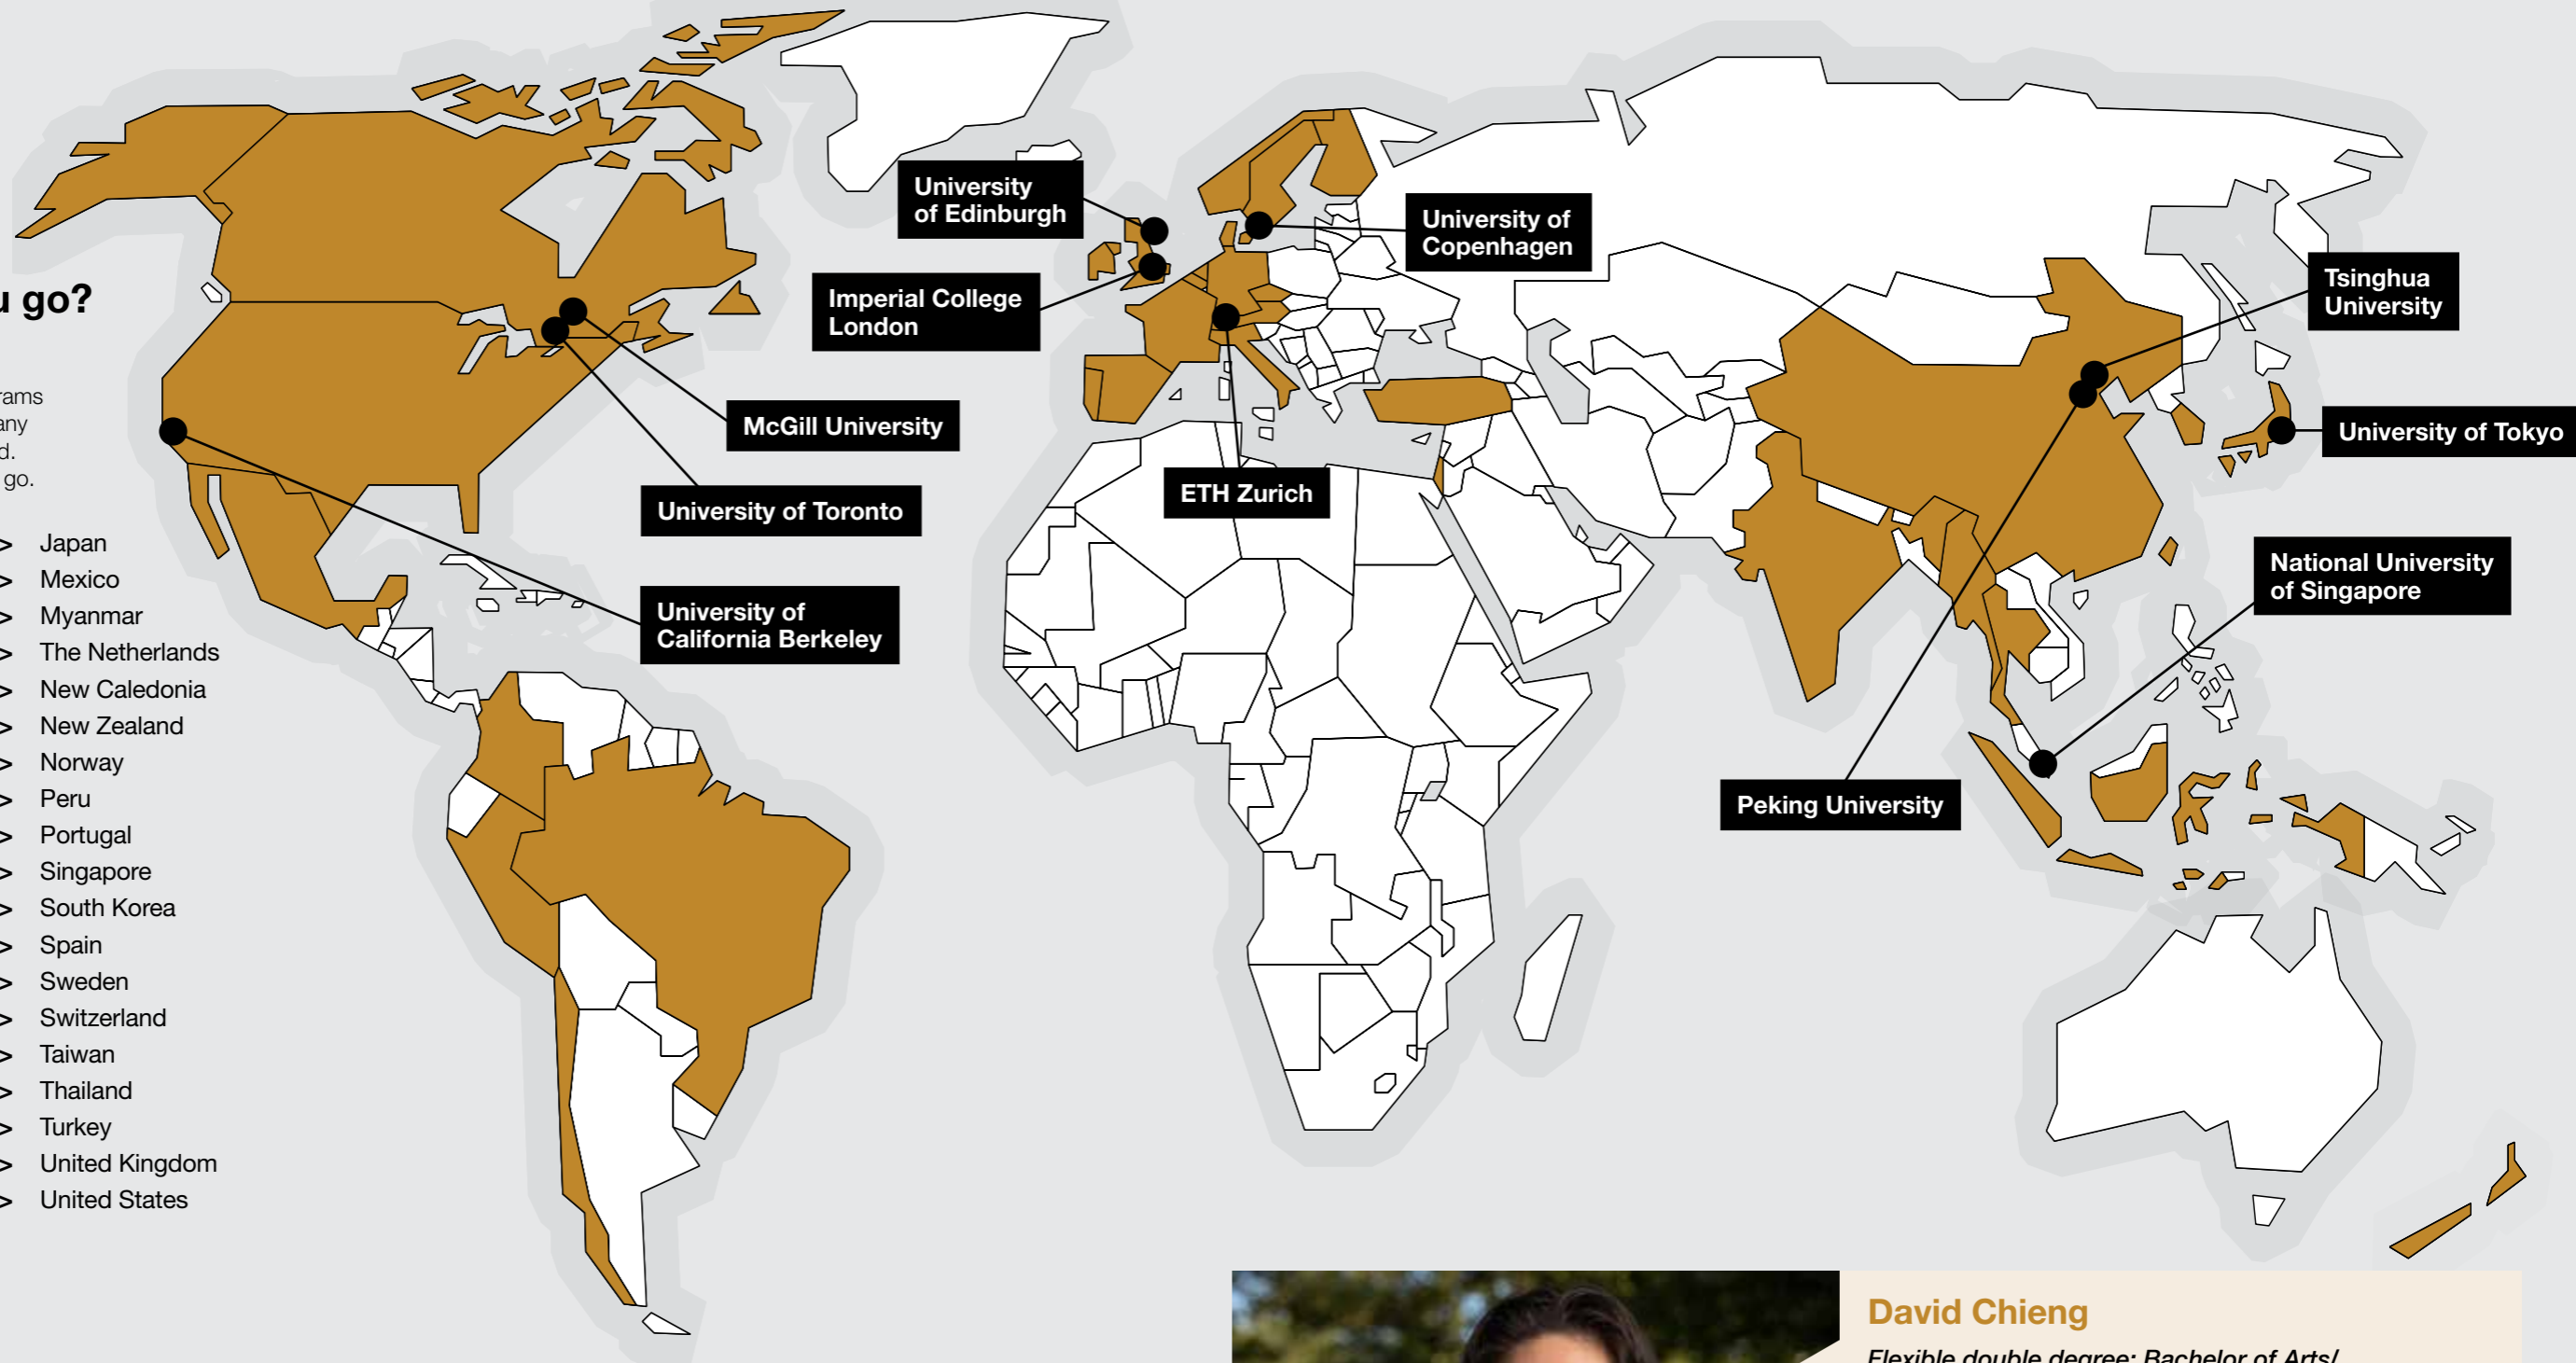 u go?
rams
any
d.
go.
> Japan
> Mexico
> Myanmar
> The Netherlands
> New Caledonia
> New Zealand
> Norway
> Peru
> Portugal
> Singapore
> South Korea
> Spain
> Sweden
> Switzerland
> Taiwan
> Thailand
> Turkey
> United Kingdom
> United States
University
of Edinburgh
Imperial College
London
University of
Copenhagen
Tsinghua
University
McGill University
University of Toronto
University of
California Berkeley
ETH Zurich
University of Tokyo
National University
of Singapore
Peking University
David Chieng
Flexible double degree: Bachelor of Arts/